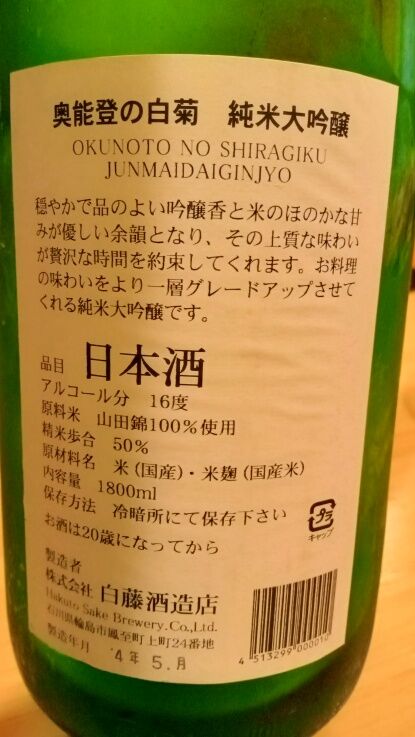 奥能登の白菊 純米大吟醸
OKUNOTO NO SHIRAGIKU
JUNMAIDAIGINJYO
穏やかで品のよい吟醸香と米のほのかな甘
みが優しい余韻となり、その上質な味わい
が贅沢な時間を約束してくれます。お料理
の味わいをより一層グレードアップさせて
くれる純米大吟醸です。
品目 日本酒
アルコール分 16度
原料米 山田錦100%使用
精米歩合 50%
原材料名 米(国産)・米麹(国産米)
内容量 1800ml
保存方法 冷暗所にて保存下さい
お酒は20歳になってから
プラ
キャップ
製造者
株式会社 白藤酒造店
Hakuto Sake Brewery.Co.,Ltd.
石川県輪島市鳳至町上町24番地
製造年月 '4年5.月
4 513299 000010